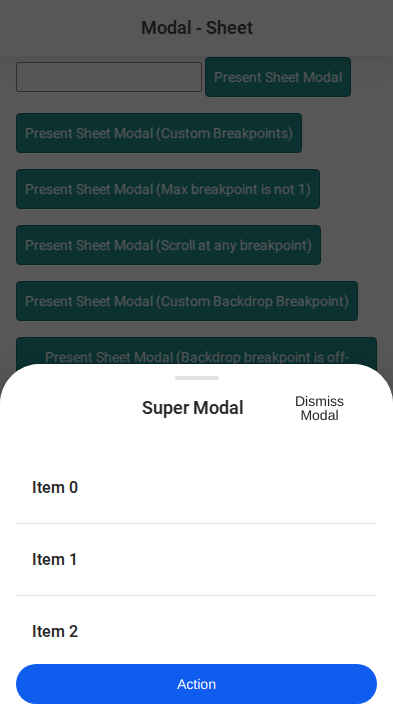 Modal - Sheet
Present Sheet Modal
Present Sheet Modal (Custom Breakpoints)
Present Sheet Modal (Max breakpoint is not 1)
Present Sheet Modal (Scroll at any breakpoint)
Present Sheet Modal (Custom Backdrop Breakpoint)
Present Sheet Modal (Backdrop breakpoint is off-
Super Modal
Dismiss
Modal
Item 0
Item 1
Item 2
Action